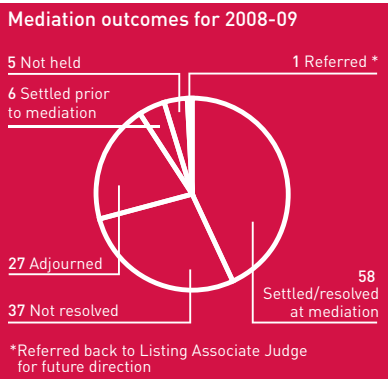 Mediation outcomes for 2008-09
5 Not held
1 Referred *
6 Settled prior
to mediation
27 Adjourned
58
Settled/resolved
at mediation
37 Not resolved
*Referred back to Listing Associate Judge
for future direction